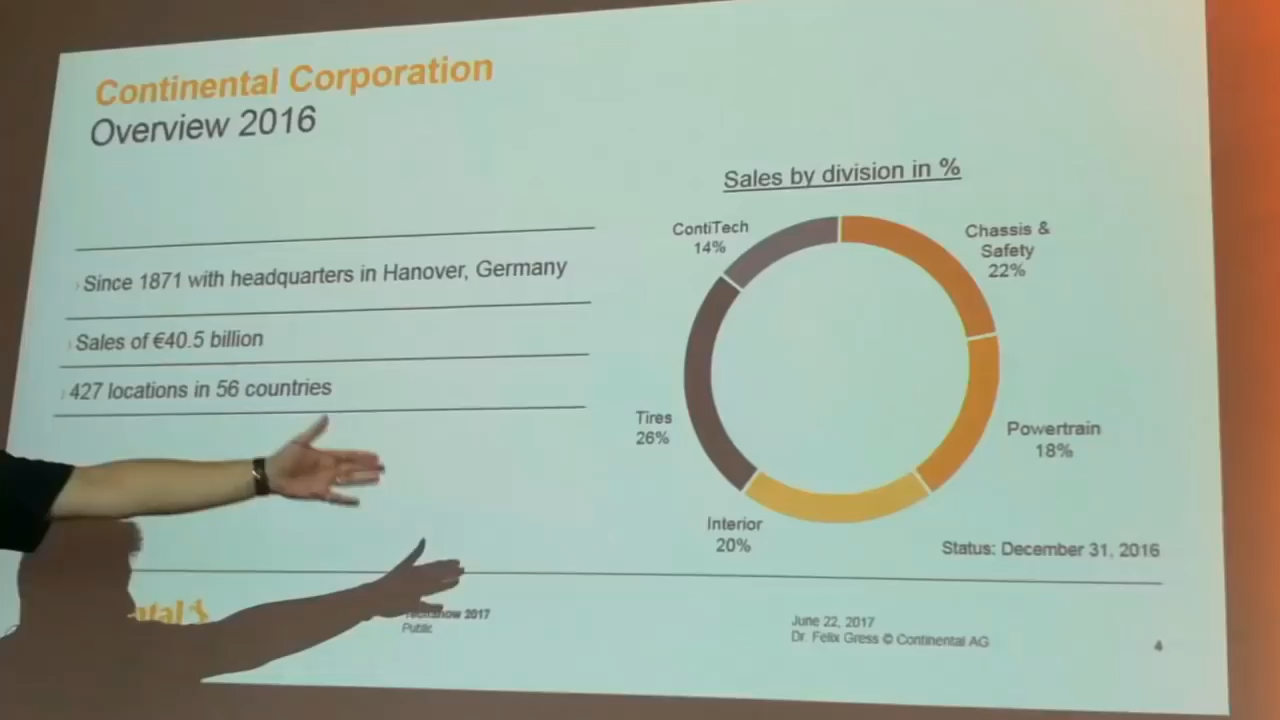 Continental Corporation
Overview 2016
Since 1871 with headquarters in Hanover, Germany
Sales of €40.5 billion
427 locations in 56 countries
Sales by division in %
ContiTech
14%
Chassis &
Safety
22%
Tires
26%
Powertrain
18%
Interior
20%
Status: December 31, 2016
ntal
2017
Public
June 22, 2017
Dr. Felix Gress © Continental AG
4